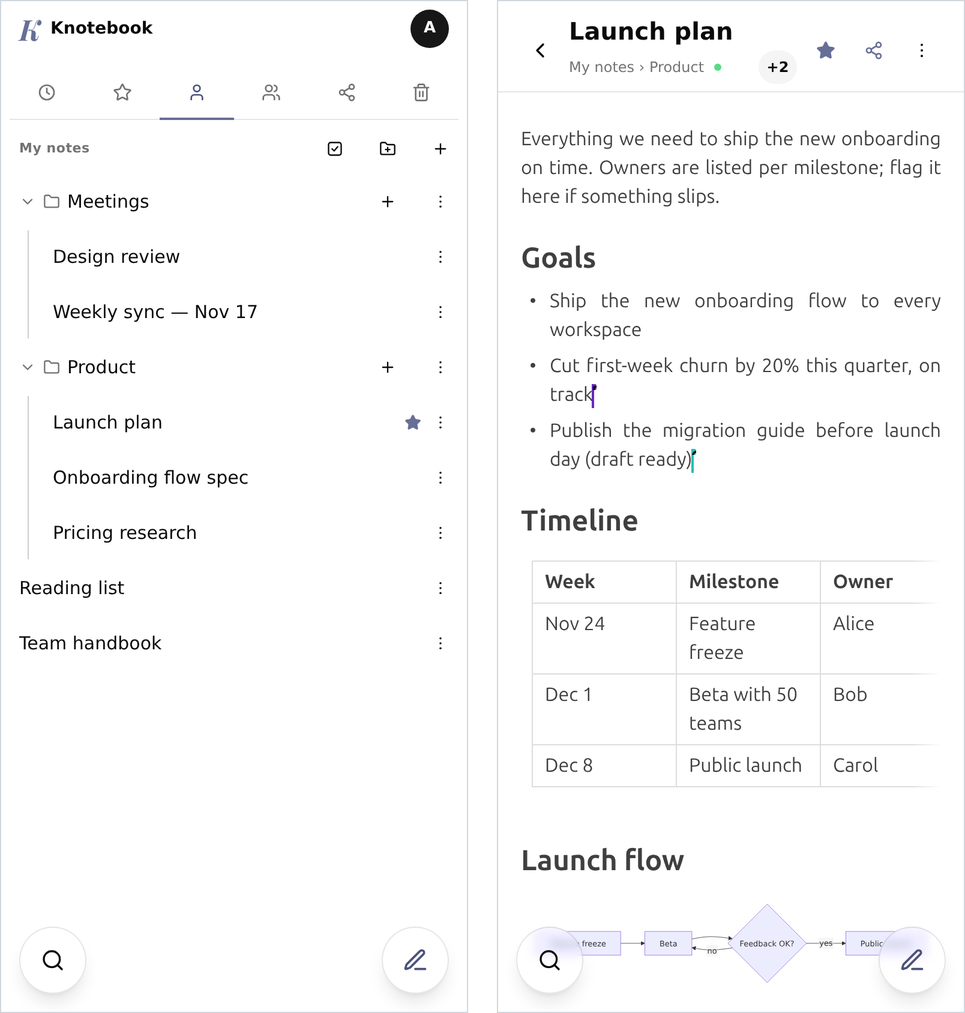 K Knotebook
A
My notes
Meetings
Design review
Weekly sync — Nov 17
Product
Launch plan
Onboarding flow spec
Pricing research
Reading list
Team handbook
Launch plan
My notes › Product
+2
Everything we need to ship the new onboarding
on time. Owners are listed per milestone; flag it
here if something slips.
Goals
• Ship the new onboarding flow to every
workspace
• Cut first-week churn by 20% this quarter, on
track
• Publish the migration guide before launch
day (draft ready)
Timeline
Week Milestone Owner
Nov 24 Feature freeze Alice
Dec 1 Beta with 50 teams Bob
Dec 8 Public launch Carol
Launch flow
freeze
Beta
Feedback OK?
no
yes